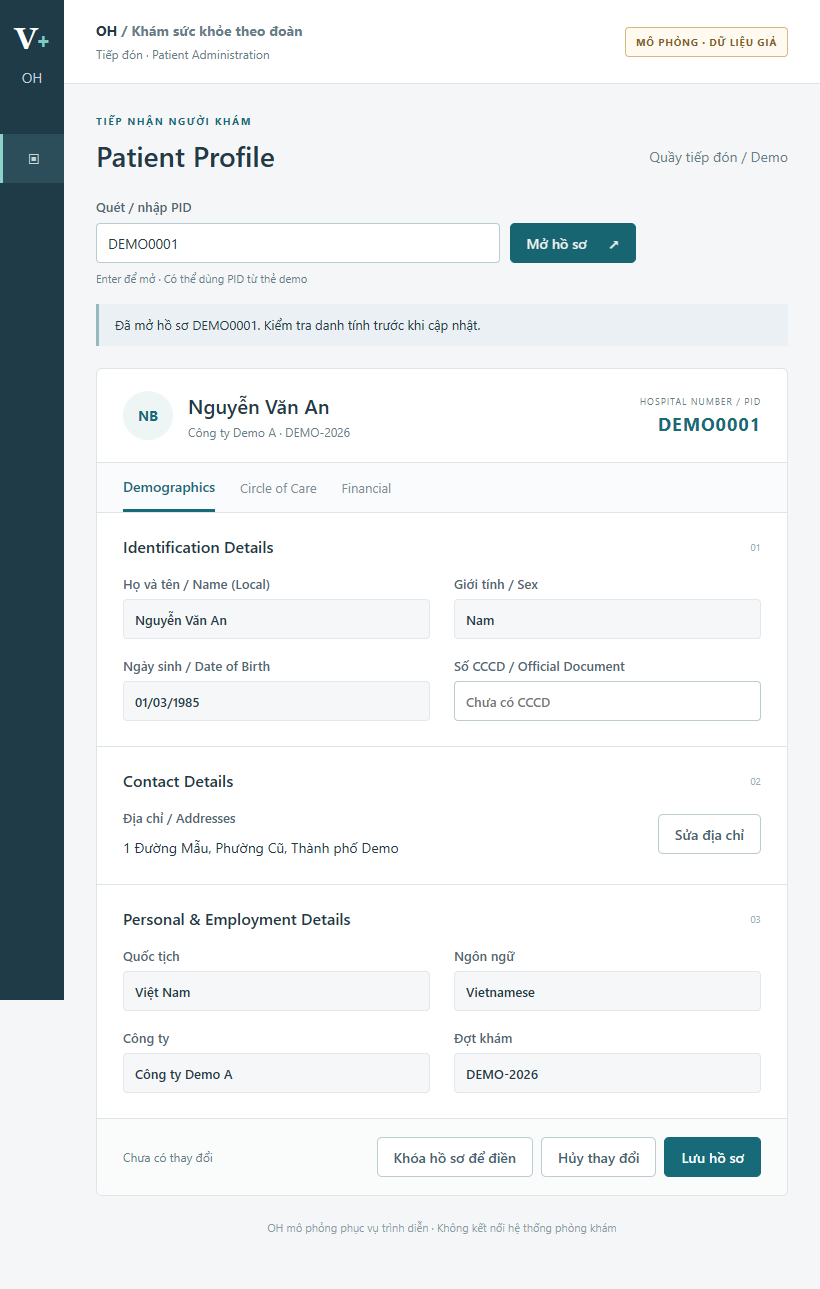 V+
OH
OH / Khám sức khỏe theo đoàn
Tiếp đón · Patient Administration
MÔ PHỎNG · DỮ LIỆU GIẢ
TIẾP NHẬN NGƯỜI KHÁM
Patient Profile
Quầy tiếp đón / Demo
Quét / nhập PID
DEMO0001
Mở hồ sơ ↗
Enter để mở · Có thể dùng PID từ thẻ demo
Đã mở hồ sơ DEMO0001. Kiểm tra danh tính trước khi cập nhật.
NB
Nguyễn Văn An
Công ty Demo A · DEMO-2026
HOSPITAL NUMBER / PID
DEMO0001
Demographics Circle of Care Financial
Identification Details 01
Họ và tên / Name (Local) Giới tính / Sex
Nguyễn Văn An Nam
Ngày sinh / Date of Birth Số CCCD / Official Document
01/03/1985 Chưa có CCCD
Contact Details 02
Địa chỉ / Addresses
1 Đường Mẫu, Phường Cũ, Thành phố Demo
Sửa địa chỉ
Personal & Employment Details 03
Quốc tịch Ngôn ngữ
Việt Nam Vietnamese
Công ty Đợt khám
Công ty Demo A DEMO-2026
Chưa có thay đổi Khóa hồ sơ để điền Hủy thay đổi Lưu hồ sơ
OH mô phỏng phục vụ trình diễn · Không kết nối hệ thống phòng khám